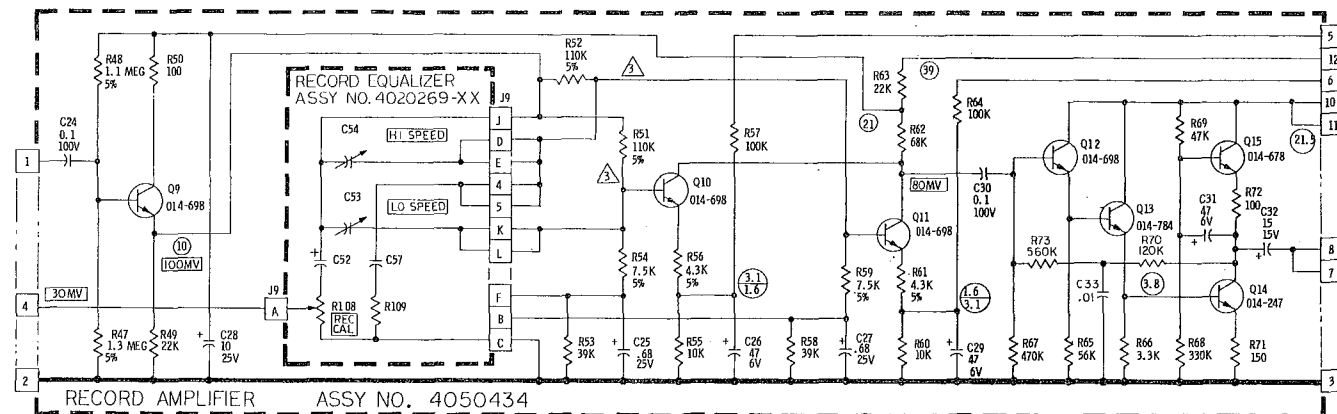 R48
1.1 MEG
5%
R50
100
C24
0.1
100V
1
Q9
014-698
10
100MV
30MV
4
R47
1.3 MEG
5%
R49
22K
C28
10
25V
+
2
RECORD EQUALIZER
ASSY NO. 4020269-XX
J9
C54
HI SPEED
C53
LO SPEED
+
C52
C57
J9
A
R108
REC
CAL
R109
J
D
E
4
5
K
L
F
B
C
R52
110K
5%
3
R51
110K
5%
3
Q10
014-698
R54
7.5K
5%
R56
4.3K
5%
3.1
1.6
R57
100K
R53
39K
+
C25
.68
25V
R55
10K
+
C26
47
6V
R58
39K
R59
7.5K
5%
+
C27
.68
25V
R63
22K
39
21
R62
68K
R64
100K
80MV
Q11
014-698
R61
4.3K
5%
1.6
3.1
R60
10K
+
C29
47
6V
C30
0.1
100V
Q12
014-698
Q13
014-784
R73
560K
R70
120K
C33
.01
3.8
R67
470K
R65
56K
R66
3.3K
R68
330K
R69
47K
Q15
014-678
C31
47
6V
+
R72
100
C32
15
15V
+
Q14
014-247
R71
150
21.5
5
12
6
10
11
8
7
3
RECORD AMPLIFIER ASSY NO. 4050434